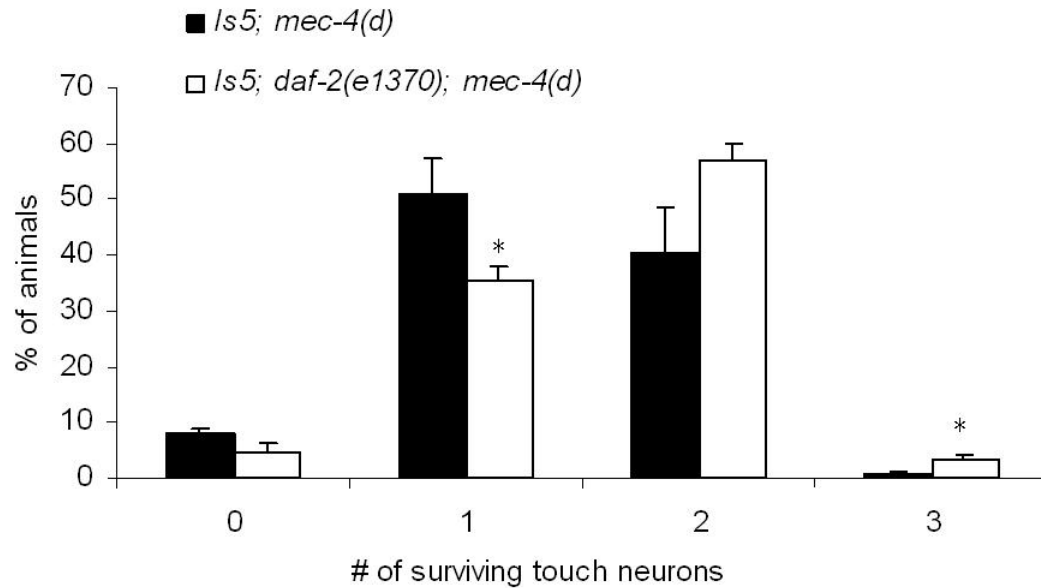 Is5; mec-4(d)
Is5; daf-2(e1370); mec-4(d)
70
60
50
40
30
20
10
0
% of animals
*
*
0 1 2 3
# of surviving touch neurons